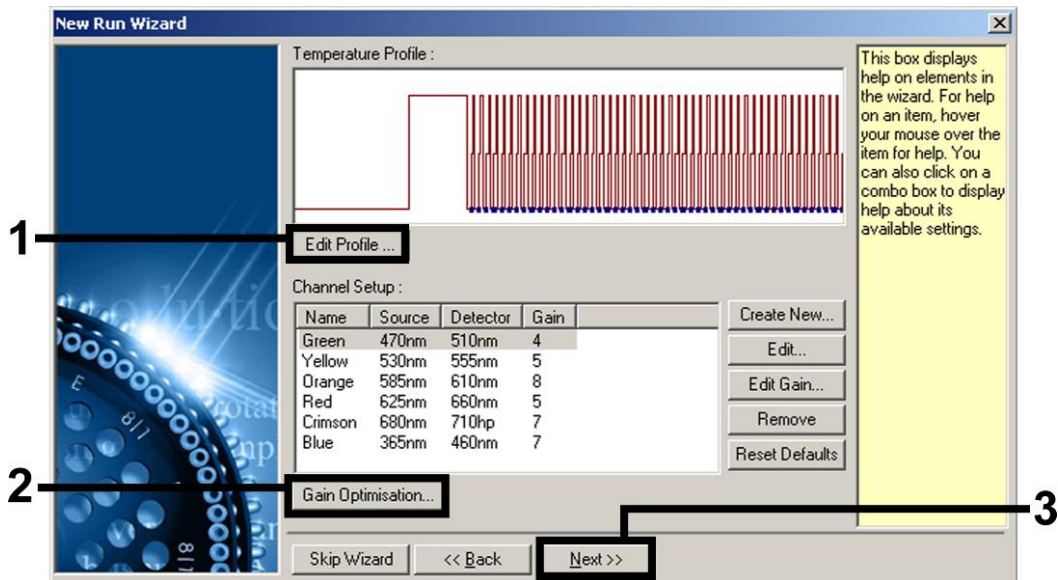 New Run Wizard
Temperature Profile :
1
Edit Profile ...
Channel Setup :
Name Source Detector Gain
Green 470nm 510nm 4
Yellow 530nm 555nm 5
Orange 585nm 610nm 8
Red 625nm 660nm 5
Crimson 680nm 710hp 7
Blue 365nm 460nm 7
Create New...
Edit...
Edit Gain...
Remove
Reset Defaults
2
Gain Optimisation...
3
Skip Wizard
<< Back
Next >>
This box displays
help on elements in
the wizard. For help
on an item, hover
your mouse over the
item for help. You
can also click on a
combo box to display
help about its
available settings.
E
8/1
8/1